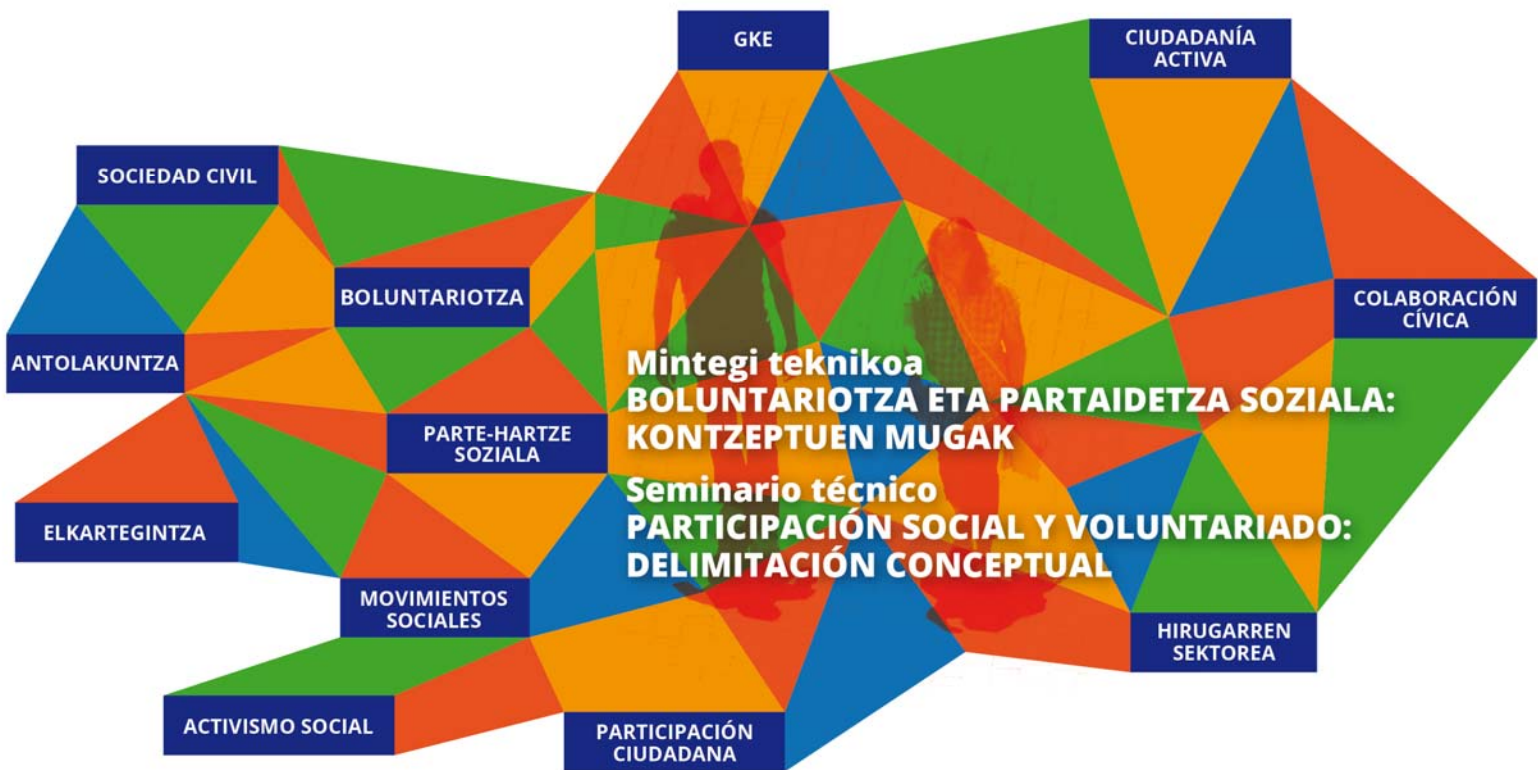 GKE
CIUDADANÍA
ACTIVA
SOCIEDAD CIVIL
BOLUNTARIOTZA
COLABORACIÓN
CÍVICA
ANTOLAKUNTZA
Mintegi teknikoa
BOLUNTARIOTZA ETA PARTAIDETZA SOZIALA:
KONTZEPTUEN MUGAK
PARTE-HARTZE
SOZIALA
Seminario técnico
PARTICIPACIÓN SOCIAL Y VOLUNTARIADO:
DELIMITACIÓN CONCEPTUAL
ELKARTEGINTZA
MOVIMIENTOS
SOCIALES
HIRUGARREN
SEKTOREA
ACTIVISMO SOCIAL
PARTICIPACIÓN
CIUDADANA